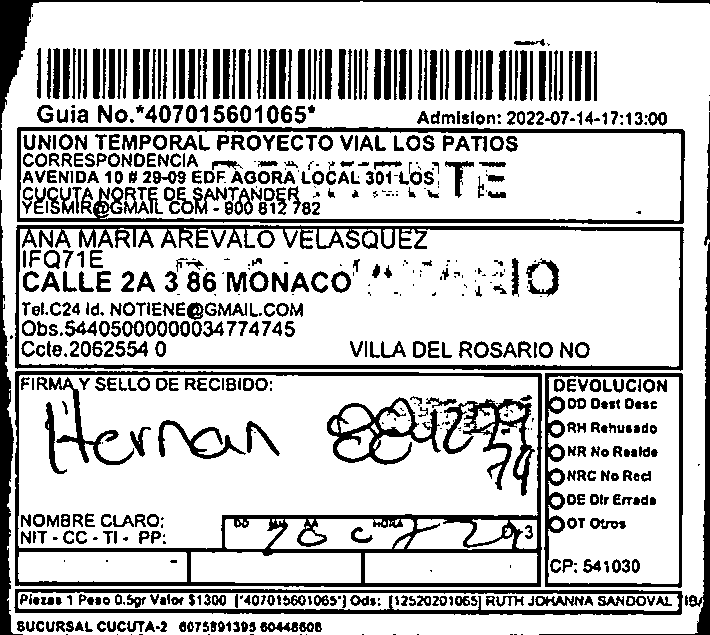 Guia No.*407015601065*
Admision: 2022-07-14-17:13:00
UNION TEMPORAL PROYECTO VIAL LOS PATIOS
CORRESPONDENCIA
AVENIDA 10 # 29-09 EDF AGORA LOCAL 301 LOS
CUCUTA NORTE DE SANTANDER
YEISMIR@GMAIL COM - 900 812 782
ANA MARIA AREVALO VELASQUEZ
IFQ71E
CALLE 2A 3 86 MONACO
Tel.C24 Id. NOTIENE@GMAIL.COM
Obs.54405000000034774745
Ccte.2062554 0 VILLA DEL ROSARIO NO
FIRMA Y SELLO DE RECIBIDO:
Hernan
NOMBRE CLARO:
NIT - CC - TI - PP:
DD MM AA HORA
DEVOLUCION
DD Dest Desc
RH Rehusado
NR No Reside
NRC No Recl
DE Dir Errada
OT Otros
CP: 541030
Piezas 1 Peso 0.5gr Valor $1300 [*407015601065*] Ods: [12520201065] RUTH JOHANNA SANDOVAL
SUCURSAL CUCUTA-2 6075891395 60448608